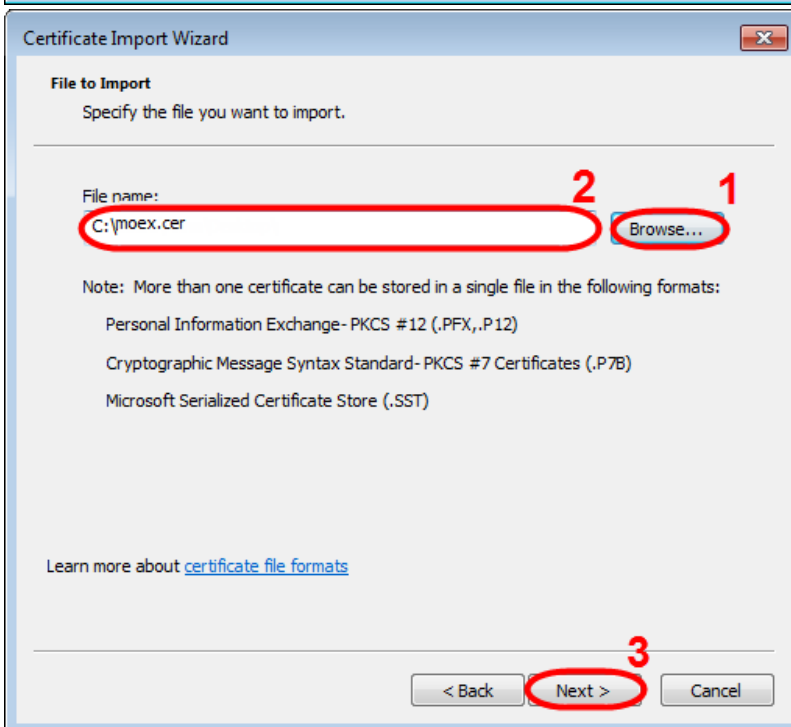 Certificate Import Wizard
File to Import
Specify the file you want to import.
2 1
File name:
C:\moex.cer Browse...
Note: More than one certificate can be stored in a single file in the following formats:
Personal Information Exchange- PKCS #12 (.PFX,.P12)
Cryptographic Message Syntax Standard- PKCS #7 Certificates (.P7B)
Microsoft Serialized Certificate Store (.SST)
Learn more about certificate file formats
3
< Back Next > Cancel